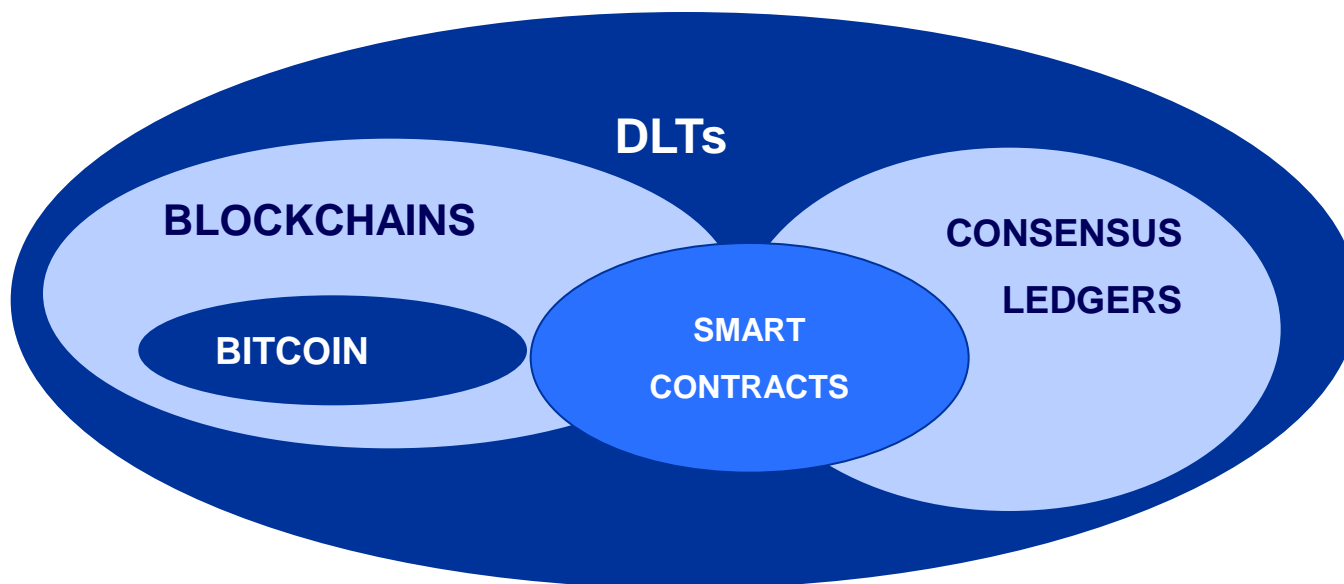 DLTs
BLOCKCHAINS
CONSENSUS
LEDGERS
BITCOIN
SMART
CONTRACTS